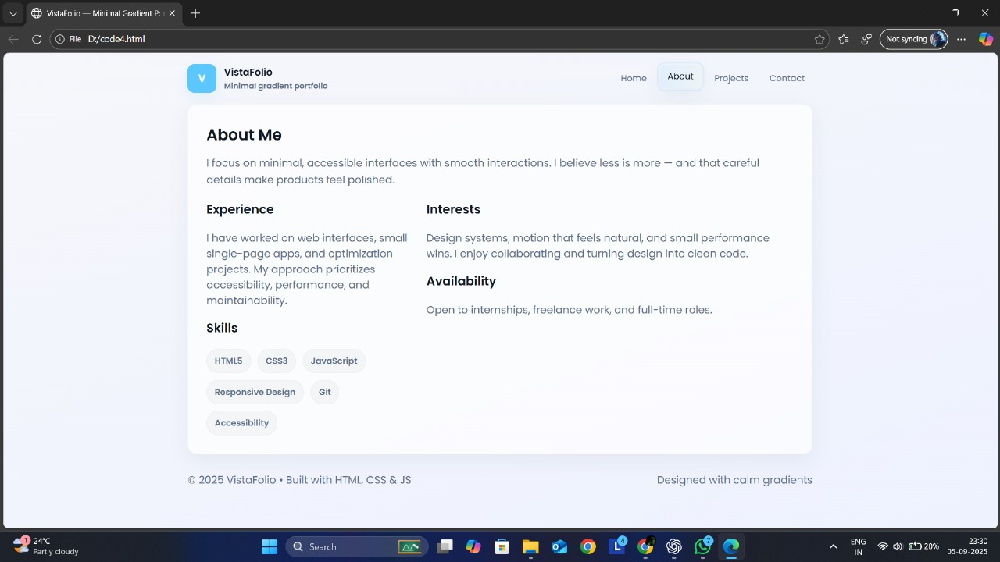 VistaFolio — Minimal Gradient Po
File D:/code4.html
Not syncing
V
VistaFolio
Minimal gradient portfolio
Home
About
Projects
Contact
About Me
I focus on minimal, accessible interfaces with smooth interactions. I believe less is more — and that careful
details make products feel polished.
Experience
I have worked on web interfaces, small
single-page apps, and optimization
projects. My approach prioritizes
accessibility, performance, and
maintainability.
Skills
HTML5
CSS3
JavaScript
Responsive Design
Git
Accessibility
Interests
Design systems, motion that feels natural, and small performance
wins. I enjoy collaborating and turning design into clean code.
Availability
Open to internships, freelance work, and full-time roles.
© 2025 VistaFolio • Built with HTML, CSS & JS
Designed with calm gradients
1
24°C
Partly cloudy
Search
L
4
7
ENG
IN
20%
23:30
05-09-2025